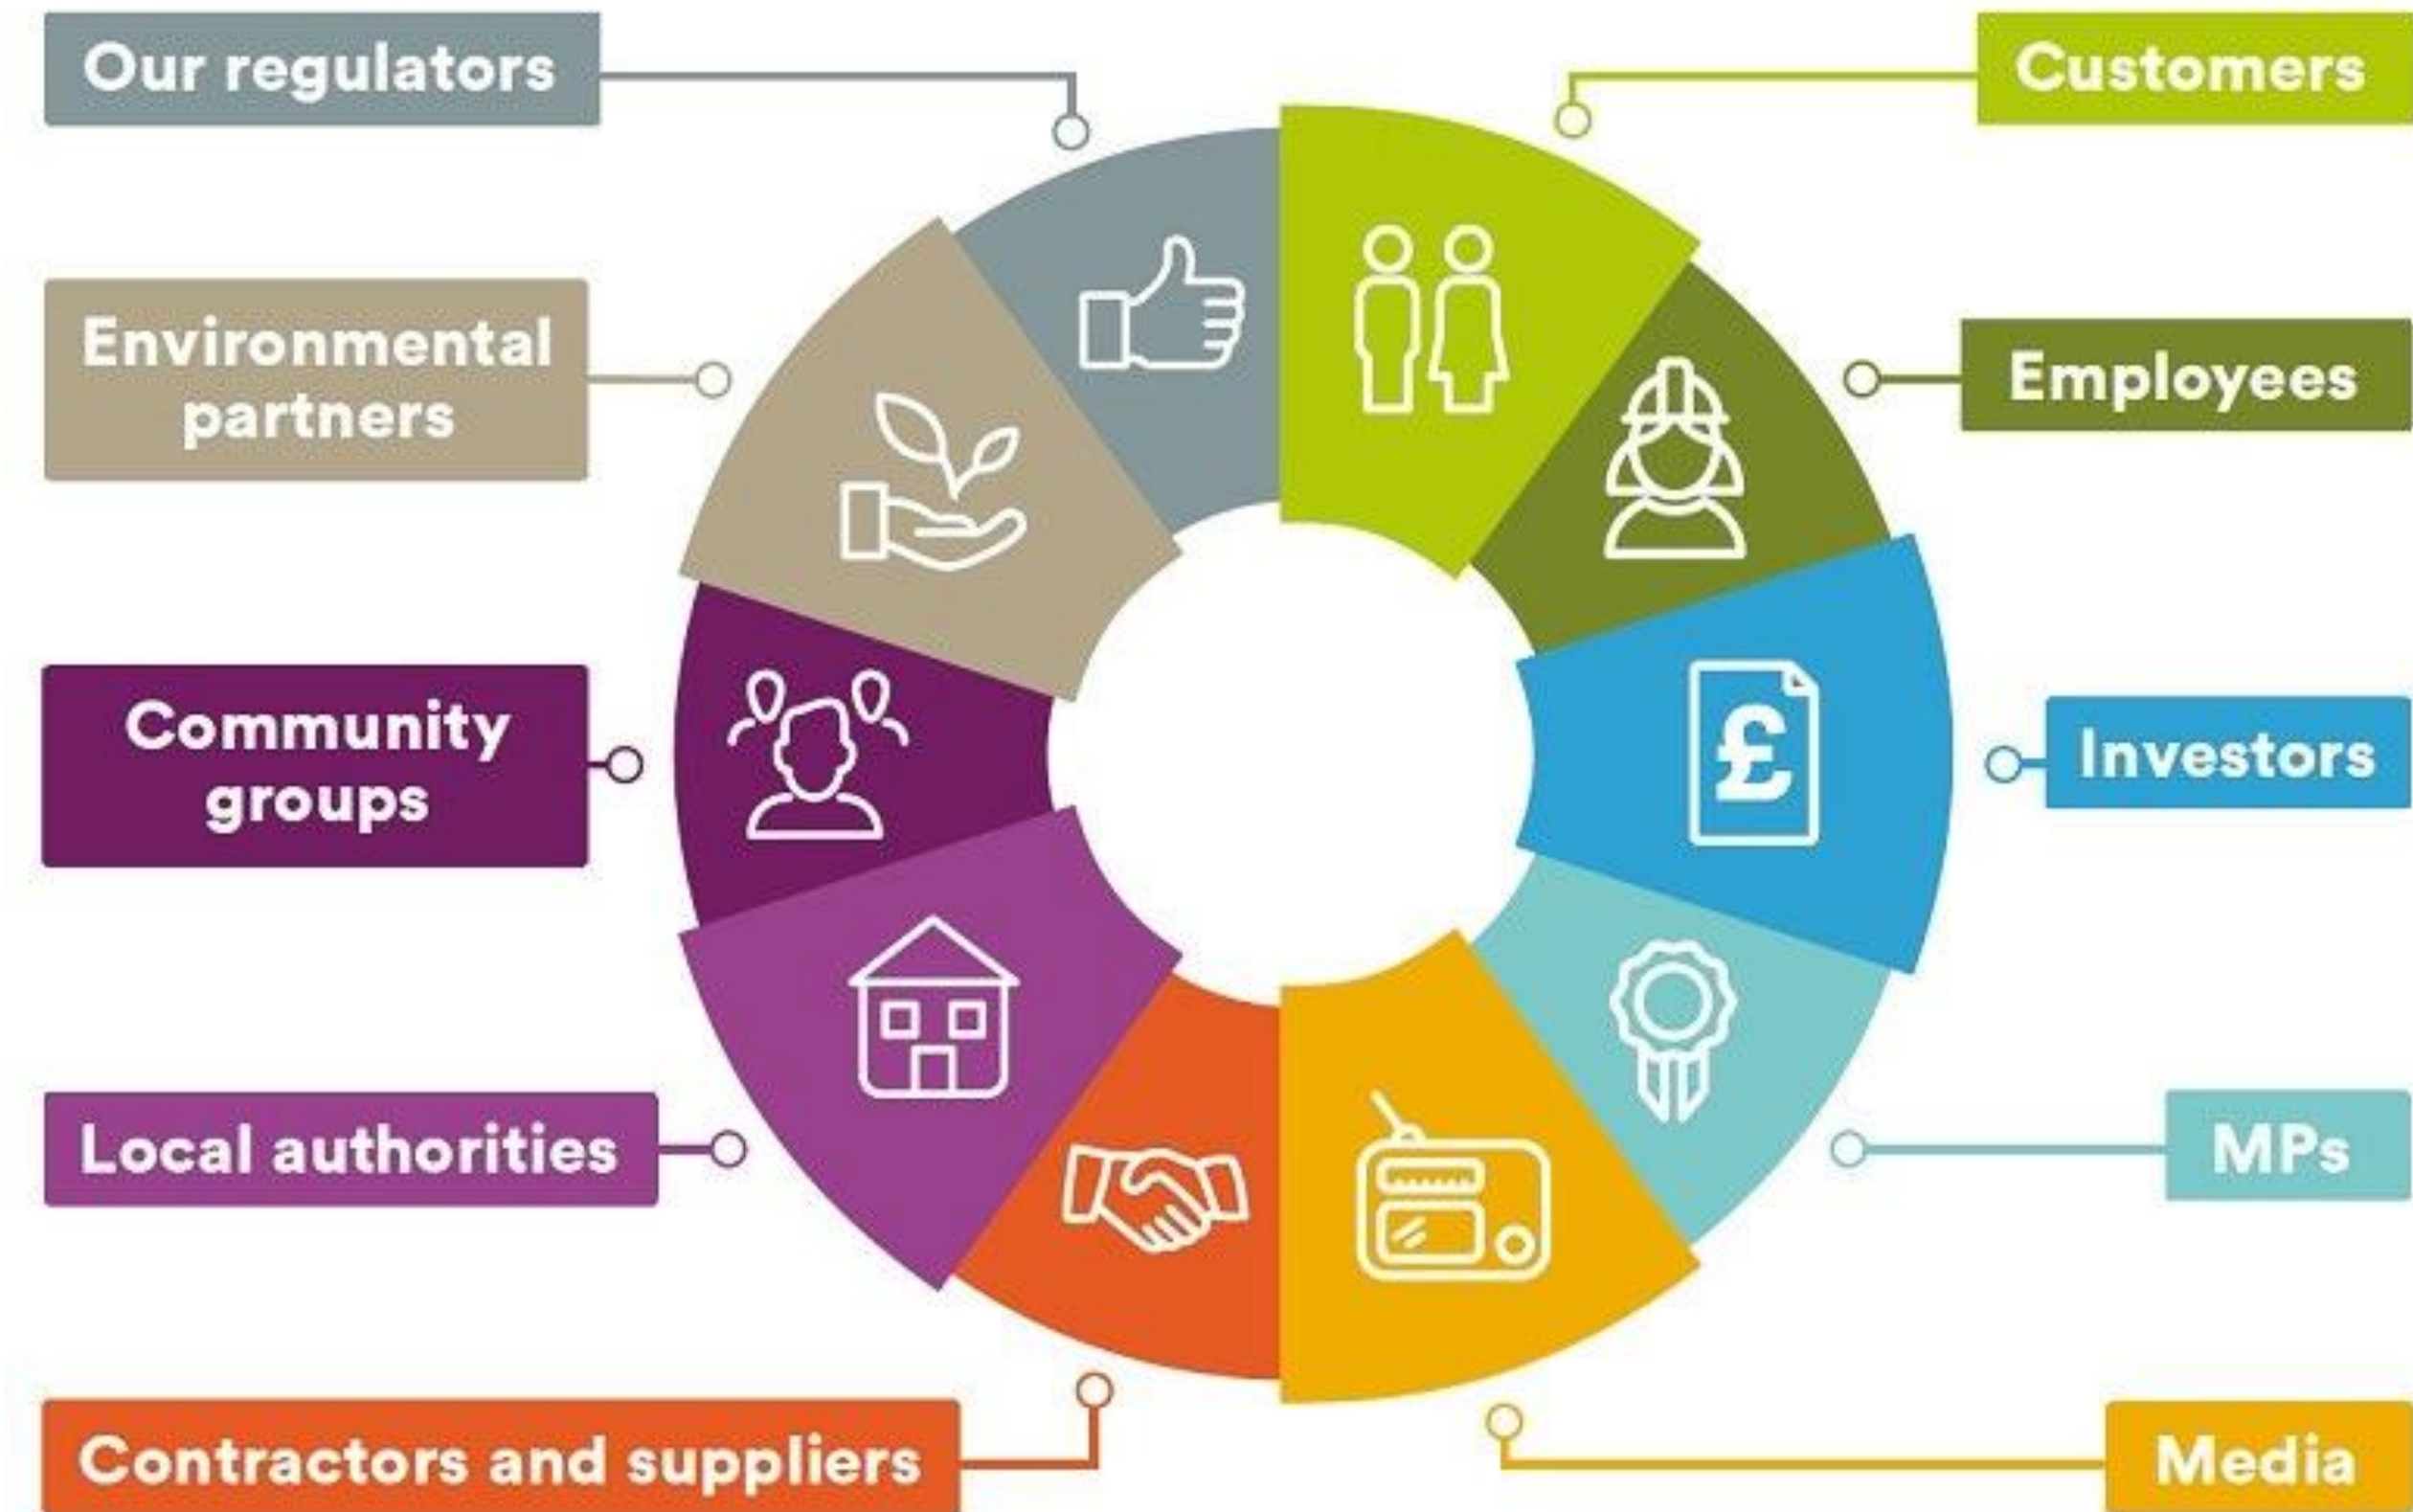 Our regulators
Customers
Environmental
partners
Employees
Community
groups
£
Investors
Local authorities
MPs
Contractors and suppliers
Media